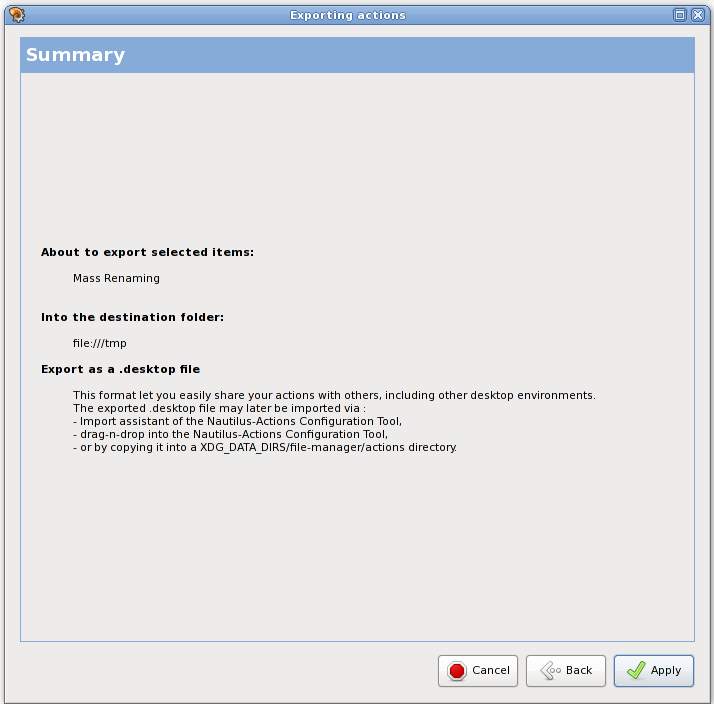 Exporting actions
Summary
About to export selected items:
Mass Renaming
Into the destination folder:
file:///tmp
Export as a .desktop file
This format let you easily share your actions with others, including other desktop environments.
The exported .desktop file may later be imported via :
- Import assistant of the Nautilus-Actions Configuration Tool,
- drag-n-drop into the Nautilus-Actions Configuration Tool,
- or by copying it into a XDG_DATA_DIRS/file-manager/actions directory.
Cancel
Back
Apply